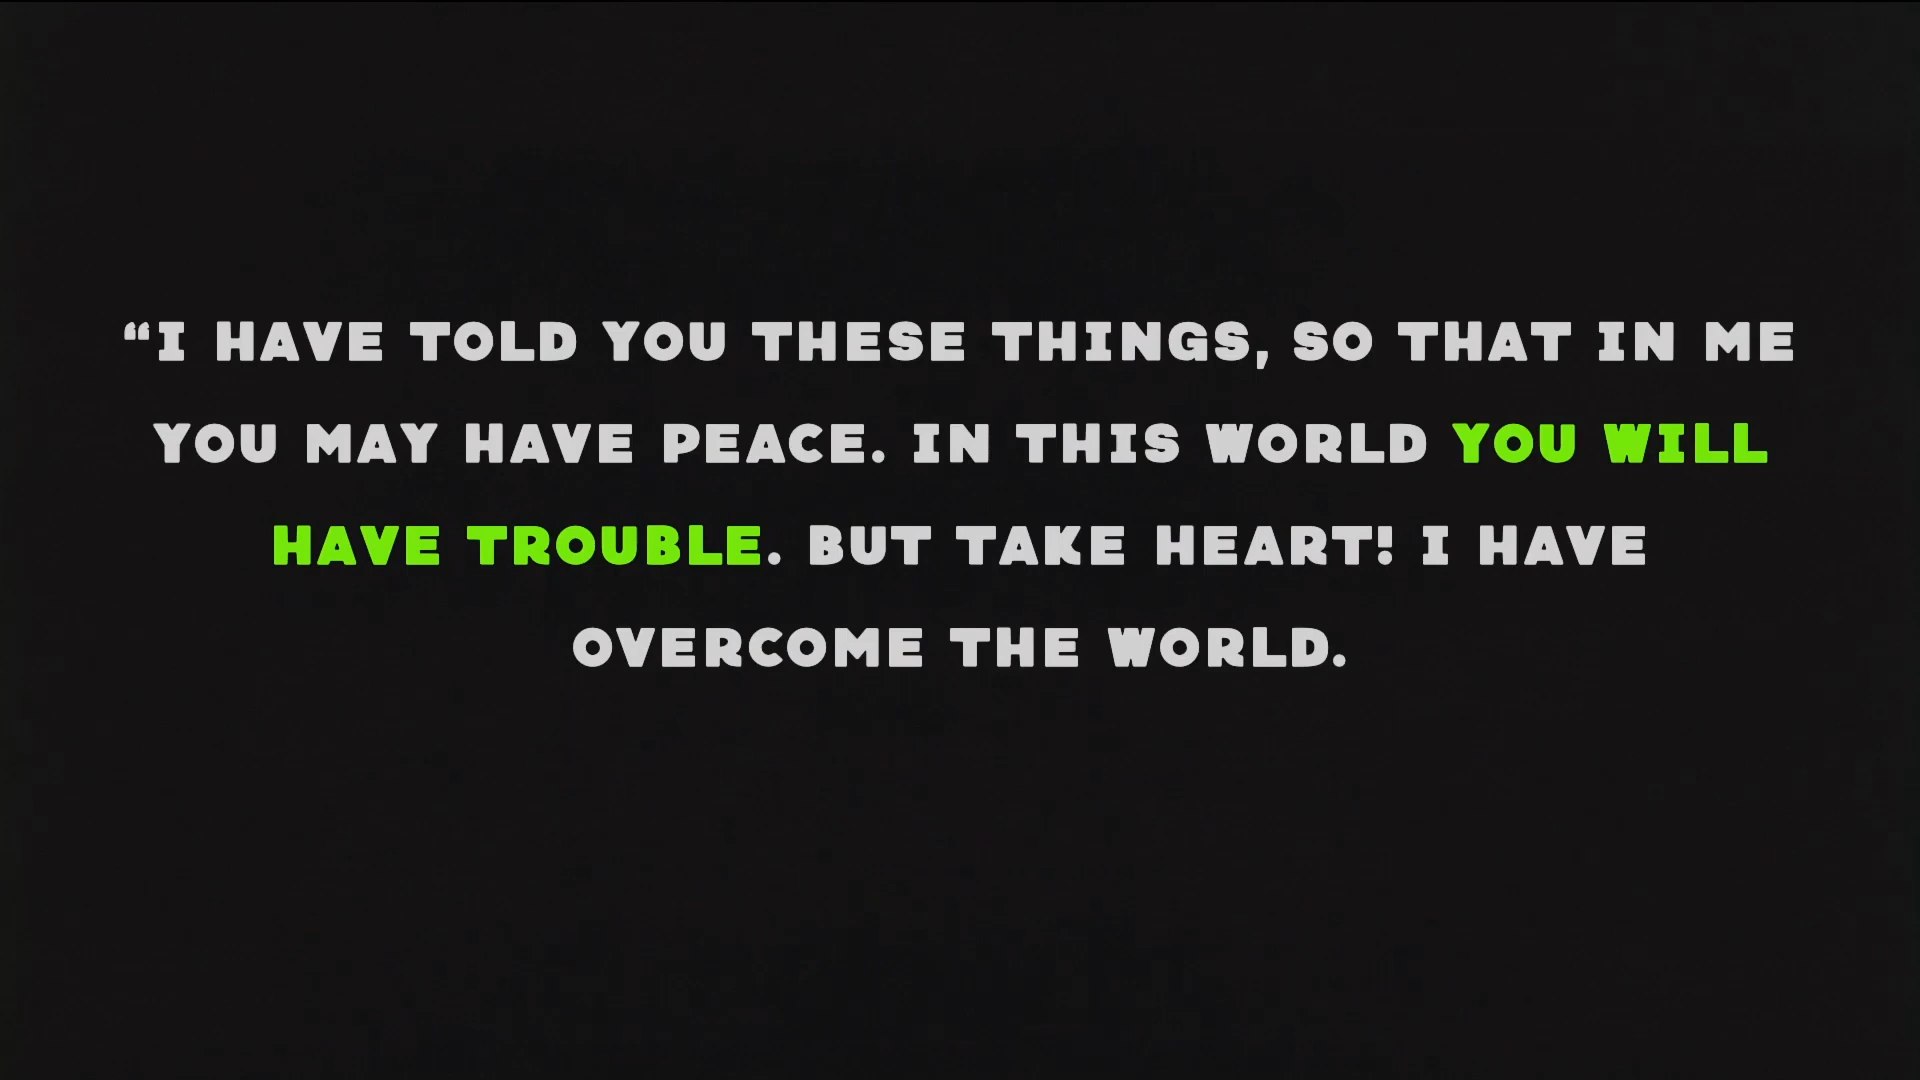 “I HAVE TOLD YOU THESE THINGS, SO THAT IN ME
YOU MAY HAVE PEACE. IN THIS WORLD YOU WILL
HAVE TROUBLE. BUT TAKE HEART! I HAVE
OVERCOME THE WORLD.